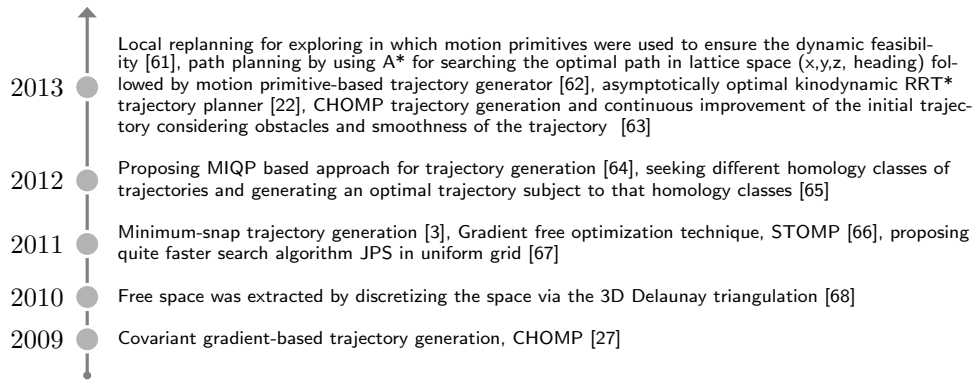 Local replanning for exploring in which motion primitives were used to ensure the dynamic feasibil-
ity [61], path planning by using A* for searching the optimal path in lattice space (x,y,z, heading) fol-
2013 lowed by motion primitive-based trajectory generator [62], asymptotically optimal kinodynamic RRT*
trajectory planner [22], CHOMP trajectory generation and continuous improvement of the initial trajec-
tory considering obstacles and smoothness of the trajectory [63]
2012 Proposing MIQP based approach for trajectory generation [64], seeking different homology classes of
trajectories and generating an optimal trajectory subject to that homology classes [65]
2011 Minimum-snap trajectory generation [3], Gradient free optimization technique, STOMP [66], proposing
quite faster search algorithm JPS in uniform grid [67]
2010 Free space was extracted by discretizing the space via the 3D Delaunay triangulation [68]
2009 Covariant gradient-based trajectory generation, CHOMP [27]